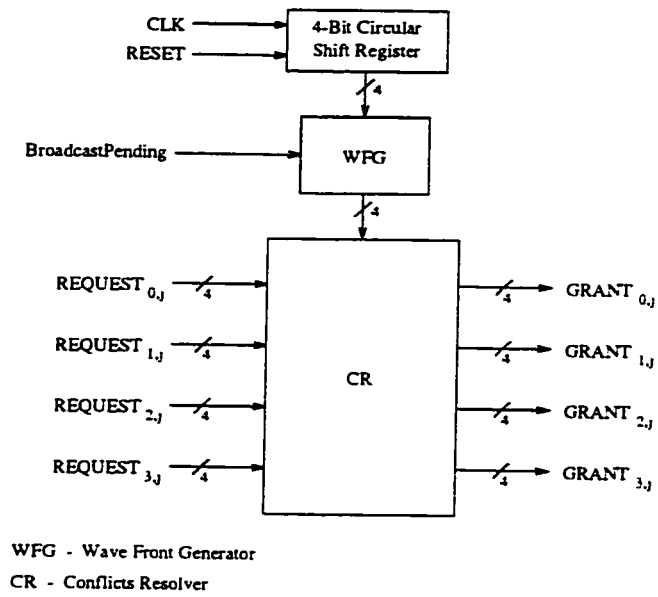 CLK
RESET
4-Bit Circular
Shift Register
4
BroadcastPending
WFG
4
REQUEST 0,J
4
4
GRANT 0,J
REQUEST 1,J
4
4
GRANT 1,J
CR
REQUEST 2,J
4
4
GRANT 2,J
REQUEST 3,J
4
4
GRANT 3,J
WFG - Wave Front Generator
CR - Conflicts Resolver